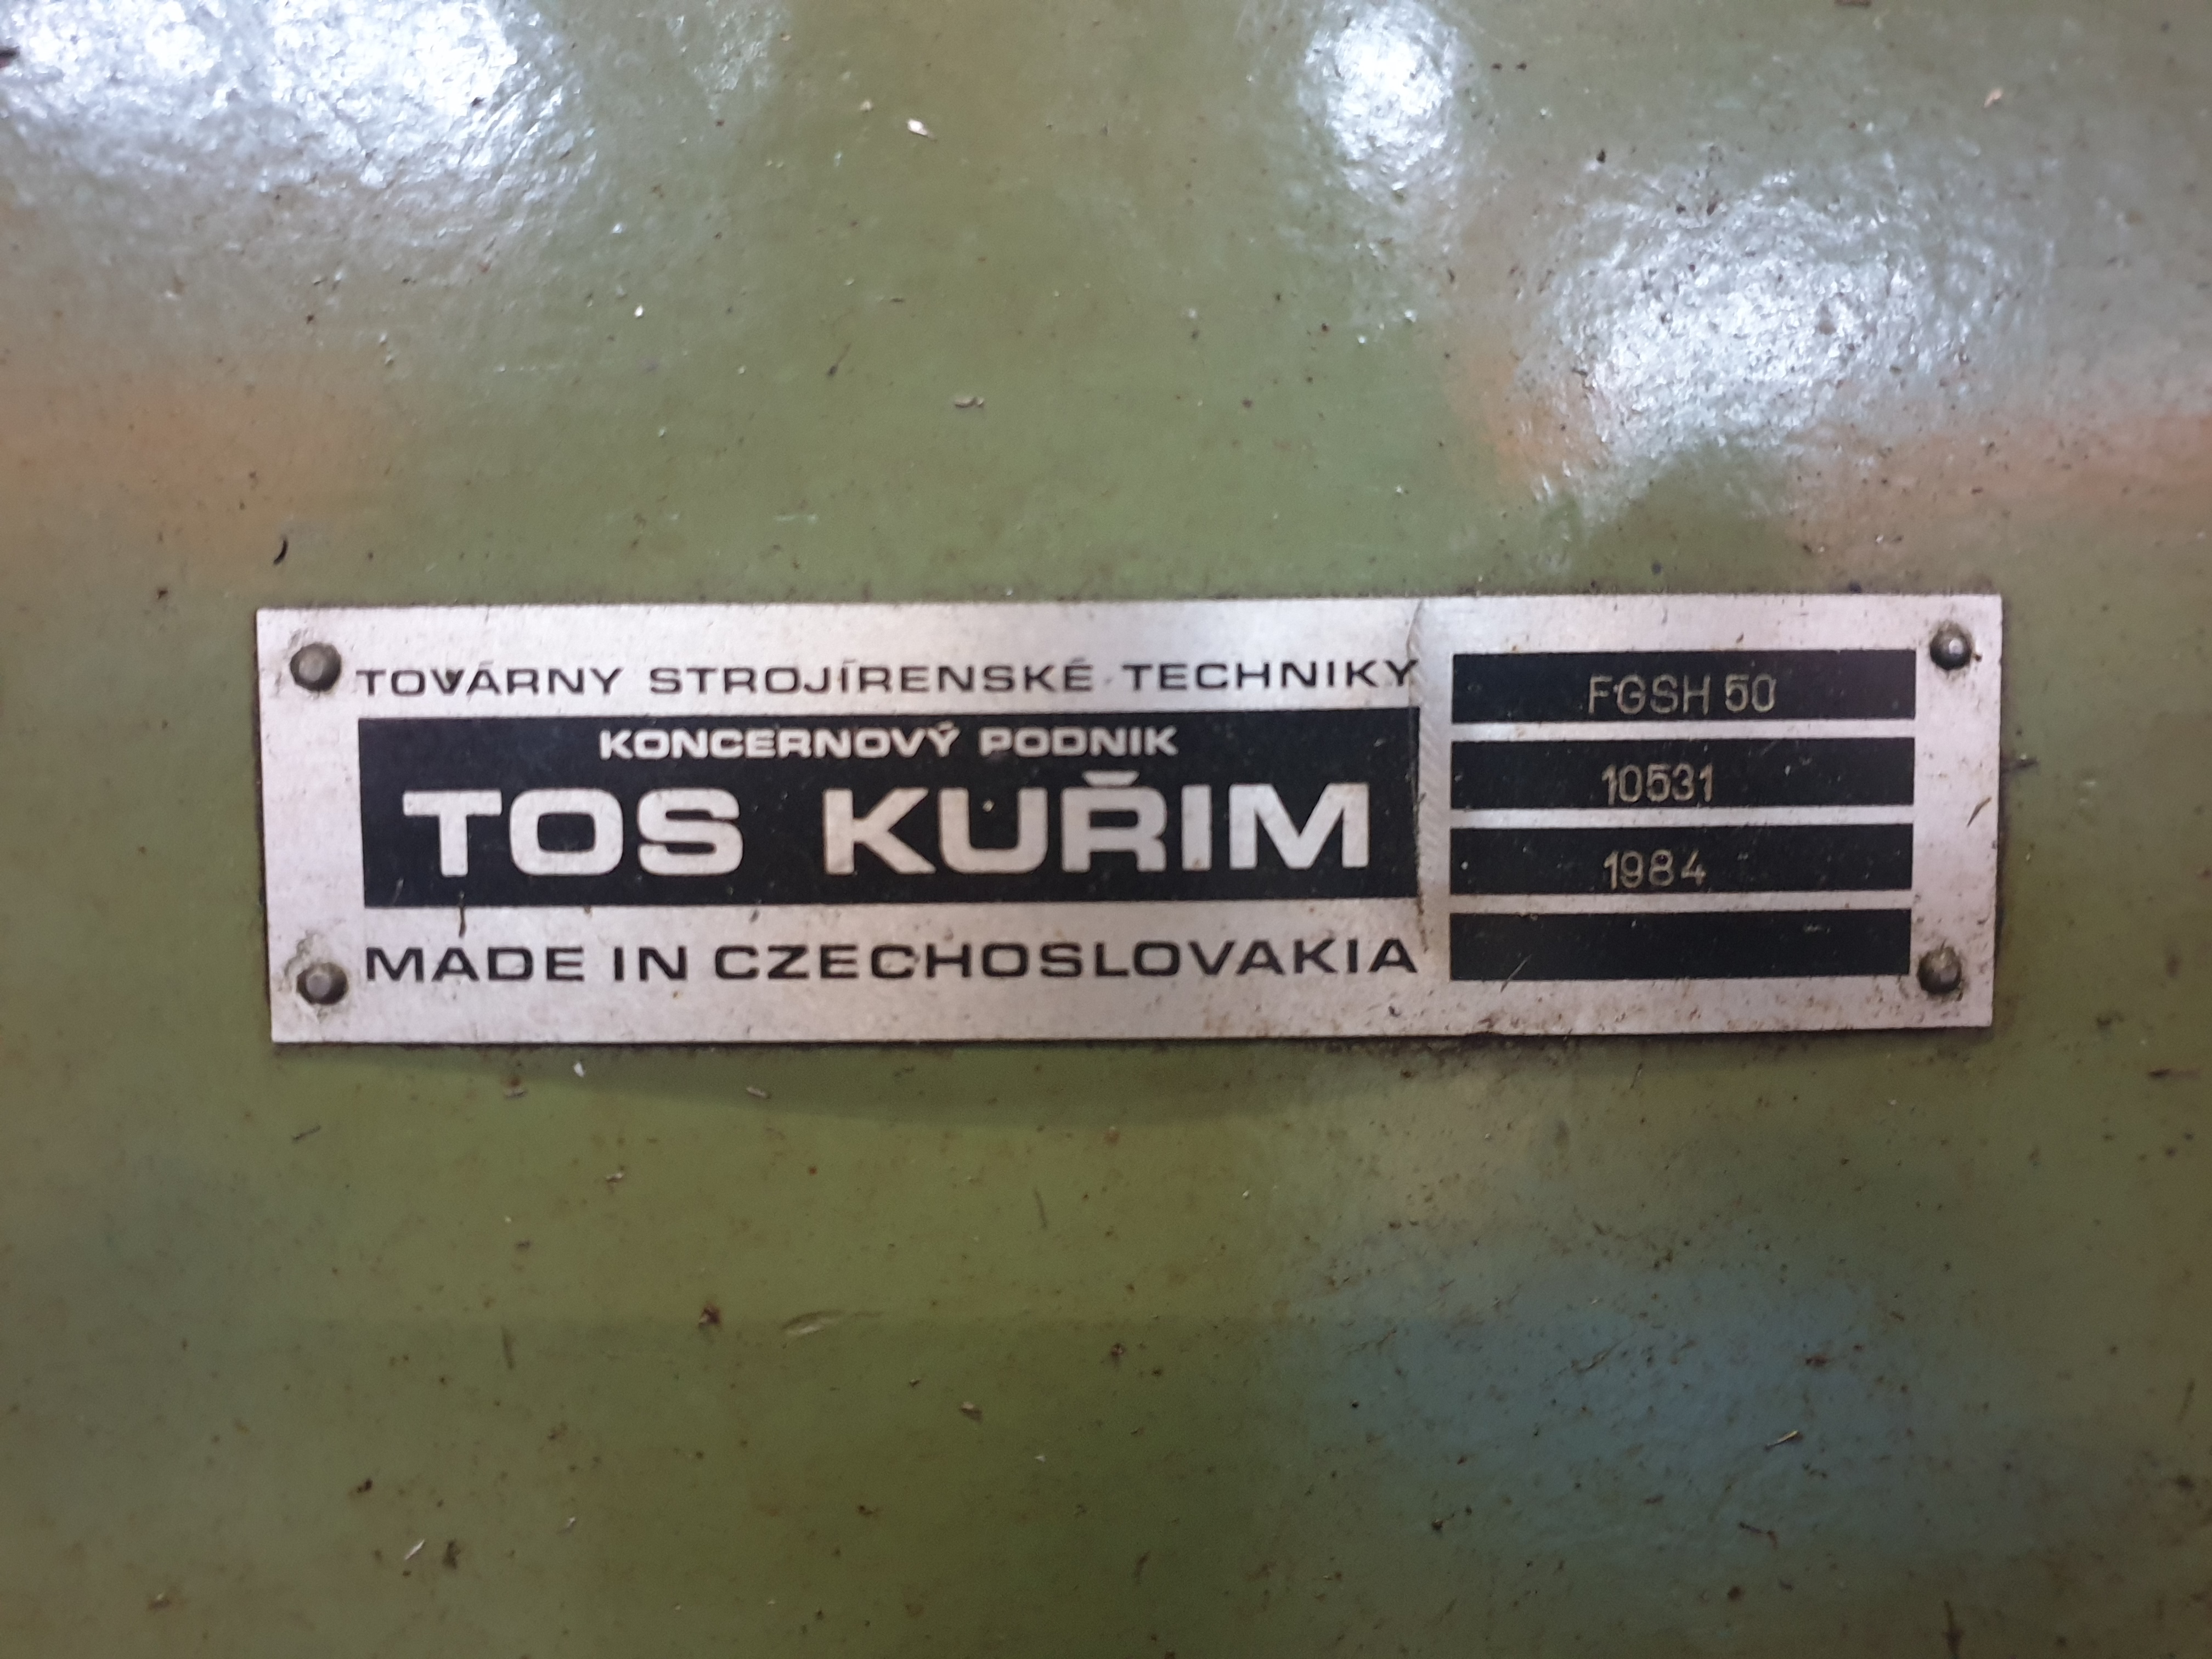 TOVÁRNY STROJÍRENSKÉ TECHNIKY
KONCERNOVÝ PODNIK
TOS KUŘIM
MADE IN CZECHOSLOVAKIA
FGSH 50
10531
1984